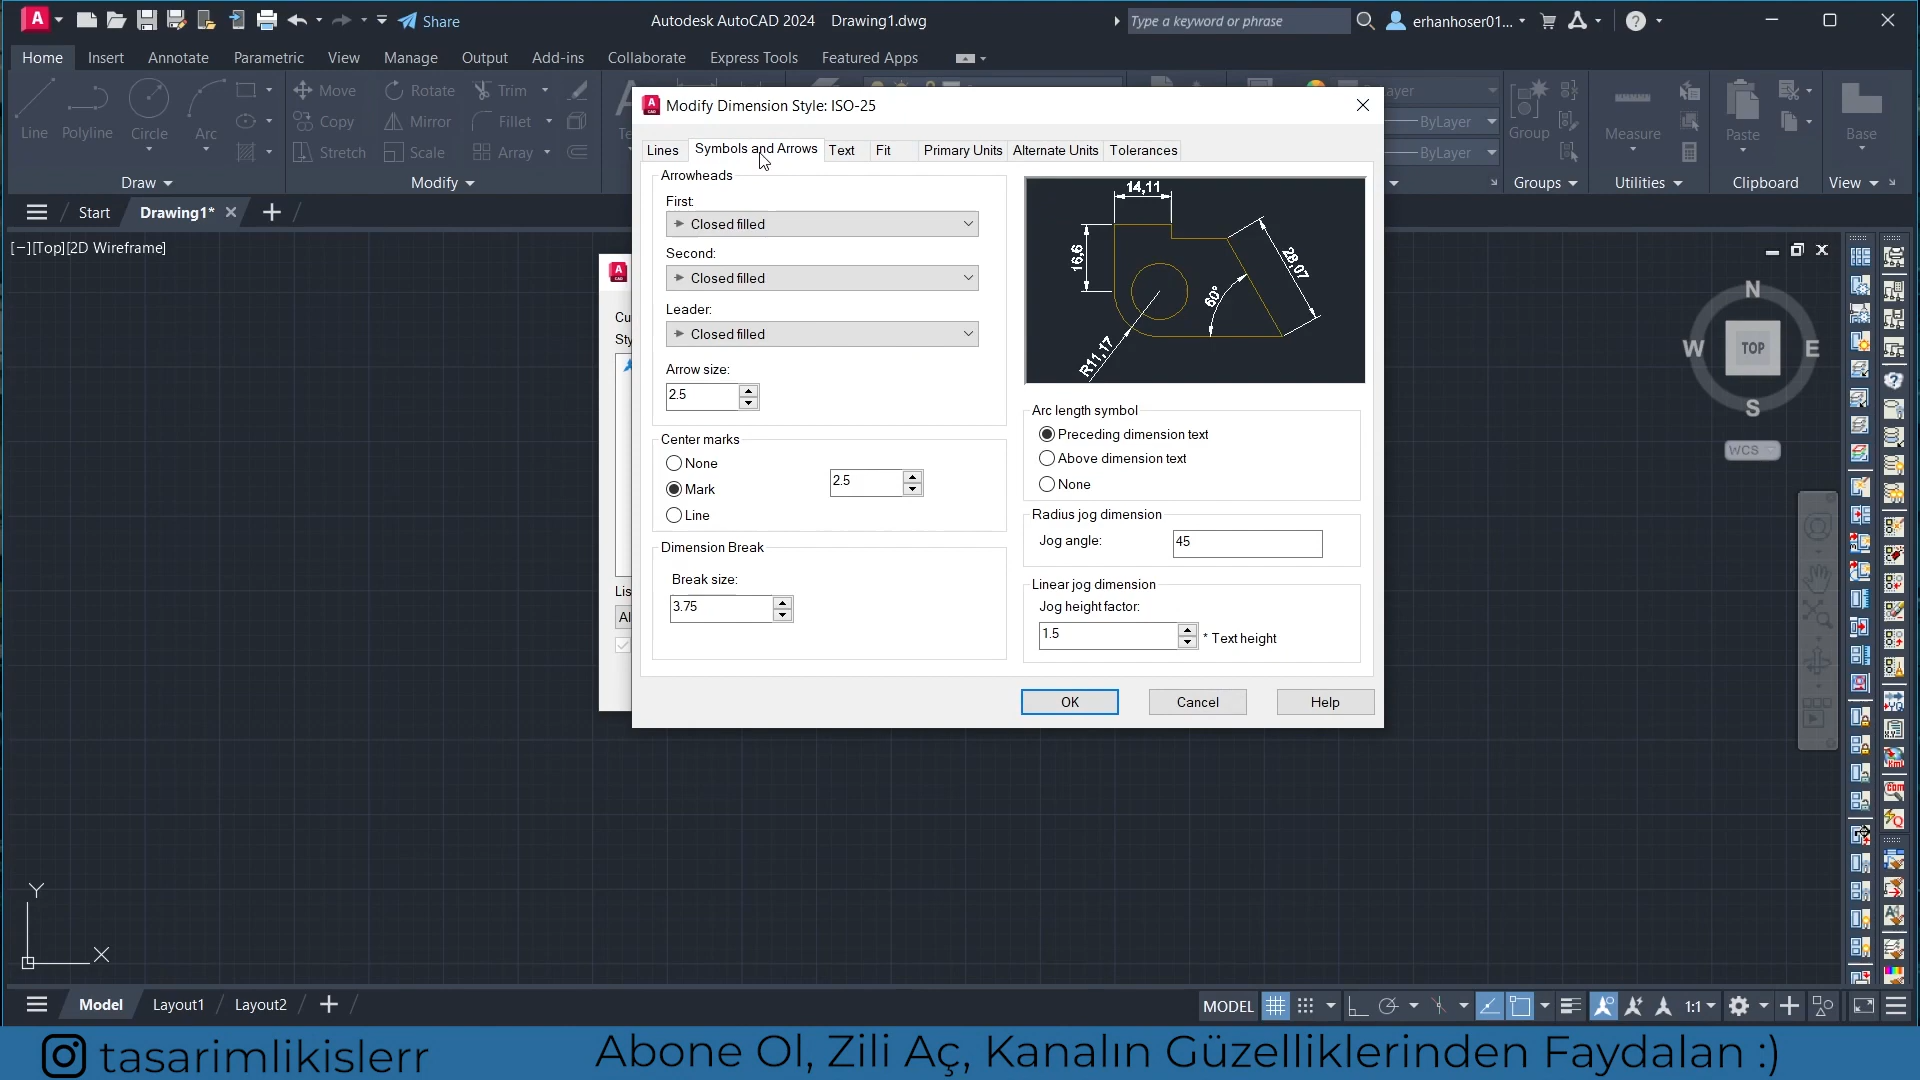 Share
Autodesk AutoCAD 2024 Drawing1.dwg
Type a keyword or phrase
erhanhoser01...
Home Insert Annotate Parametric View Manage Output Add-ins Collaborate Express Tools Featured Apps
Line Polyline Circle Arc
Move Rotate Trim
Copy Mirror Fillet
Stretch Scale Array
ByLayer
ByLayer
Group Measure Paste Base
Draw Modify Groups Utilities Clipboard View
Start Drawing1*
[−][Top][2D Wireframe]
Modify Dimension Style: ISO-25
Lines Symbols and Arrows Text Fit Primary Units Alternate Units Tolerances
Arrowheads
First:
Closed filled
Second:
Closed filled
Leader:
Closed filled
Arrow size:
2.5
Center marks
None
Mark
Line
2.5
Dimension Break
Break size:
3.75
14,11
16,6
28,07
60°
R11,17
Arc length symbol
Preceding dimension text
Above dimension text
None
Radius jog dimension
Jog angle:
45
Linear jog dimension
Jog height factor:
1.5
* Text height
OK Cancel Help
N
W TOP E
S
WCS
Y
X
Model Layout1 Layout2
MODEL 1:1
tasarimlikislerr
Abone Ol, Zili Aç, Kanalın Güzelliklerinden Faydalan :)